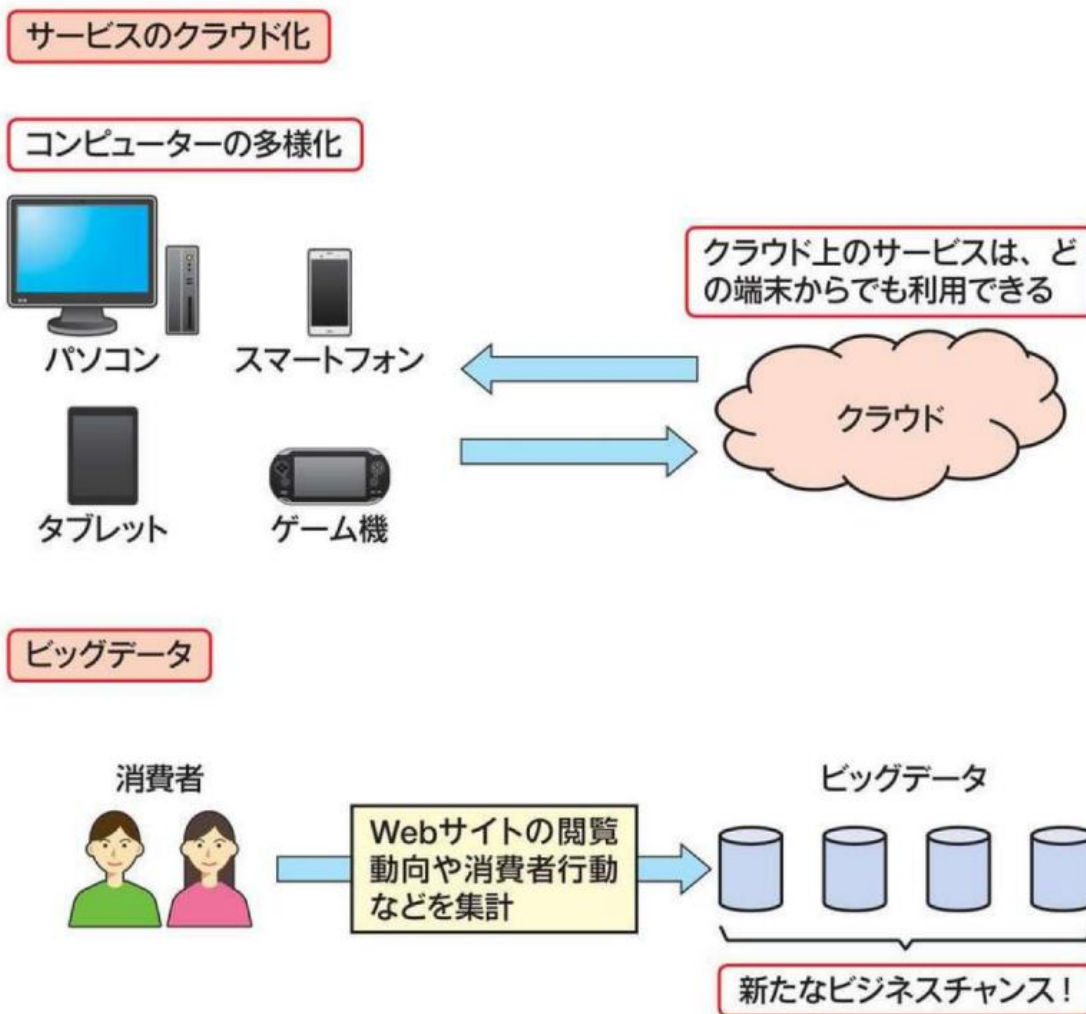 サービスのクラウド化
コンピューターの多様化
クラウド上のサービスは、ど
の端末からでも利用できる
パソコン
スマートフォン
クラウド
タブレット
ゲーム機
ビッグデータ
消費者
ビッグデータ
Webサイトの閲覧
動向や消費者行動
などを集計
新たなビジネスチャンス！